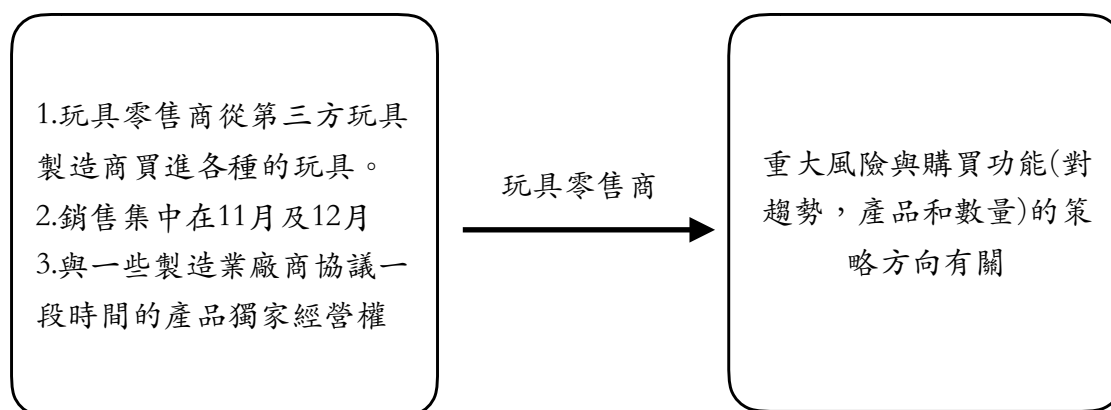 1.玩具零售商從第三方玩具
製造商買進各種的玩具。
2.銷售集中在11月及12月
3.與一些製造業廠商協議一
段時間的產品獨家經營權
玩具零售商
重大風險與購買功能(對
趨勢，產品和數量)的策
略方向有關